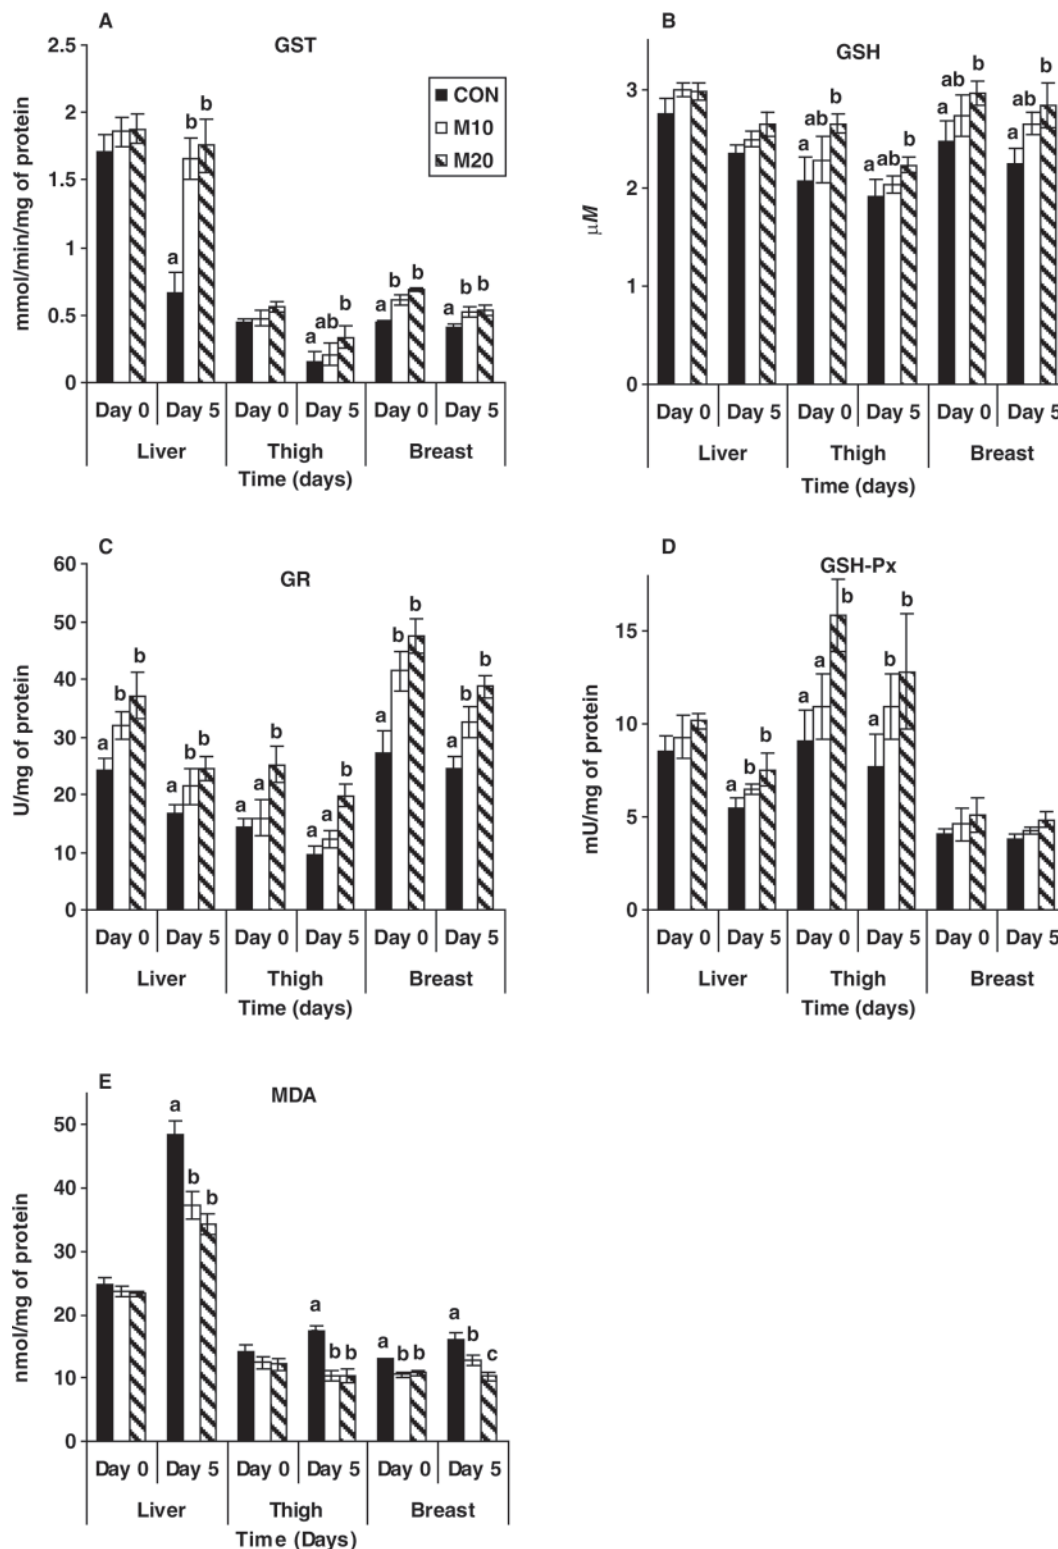 A
GST
2.5
2
1.5
1
0.5
0
mmol/min/mg of protein
CON
M10
M20
a b b
a ab b
a b b
a b b
Day 0 Day 5 Day 0 Day 5 Day 0 Day 5
Liver Thigh Breast
Time (days)
B
GSH
3
2
1
0
μM
a ab b
a ab b
a ab b
a ab b
Day 0 Day 5 Day 0 Day 5 Day 0 Day 5
Liver Thigh Breast
Time (days)
C
GR
60
50
40
30
20
10
0
U/mg of protein
a b b
a b b
a a b
a a b
a b b
a b b
Day 0 Day 5 Day 0 Day 5 Day 0 Day 5
Liver Thigh Breast
Time (days)
D
GSH-Px
15
10
5
0
mU/mg of protein
a b b
a a b
a b b
Day 0 Day 5 Day 0 Day 5 Day 0 Day 5
Liver Thigh Breast
Time (days)
E
MDA
50
40
30
20
10
0
nmol/mg of protein
a b b
a b b
a b b
a b c
Day 0 Day 5 Day 0 Day 5 Day 0 Day 5
Liver Thigh Breast
Time (Days)